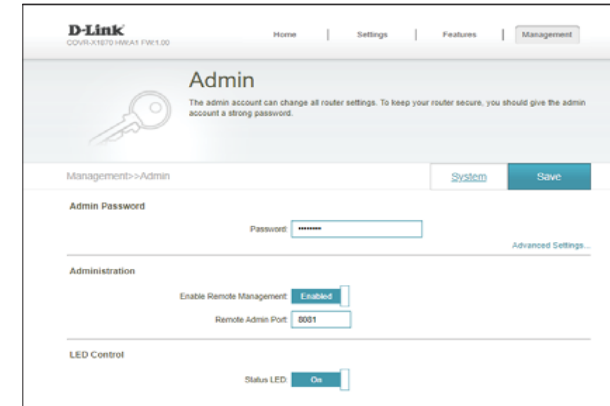 D-Link
COVR-X1870 HW:A1 FW:1.00
Home | Settings | Features | Management
Admin
The admin account can change all router settings. To keep your router secure, you should give the admin
account a strong password.
Management>>Admin
System
Save
Admin Password
Password: ••••••••
Advanced Settings...
Administration
Enable Remote Management: Enabled
Remote Admin Port: 8081
LED Control
Status LED: On